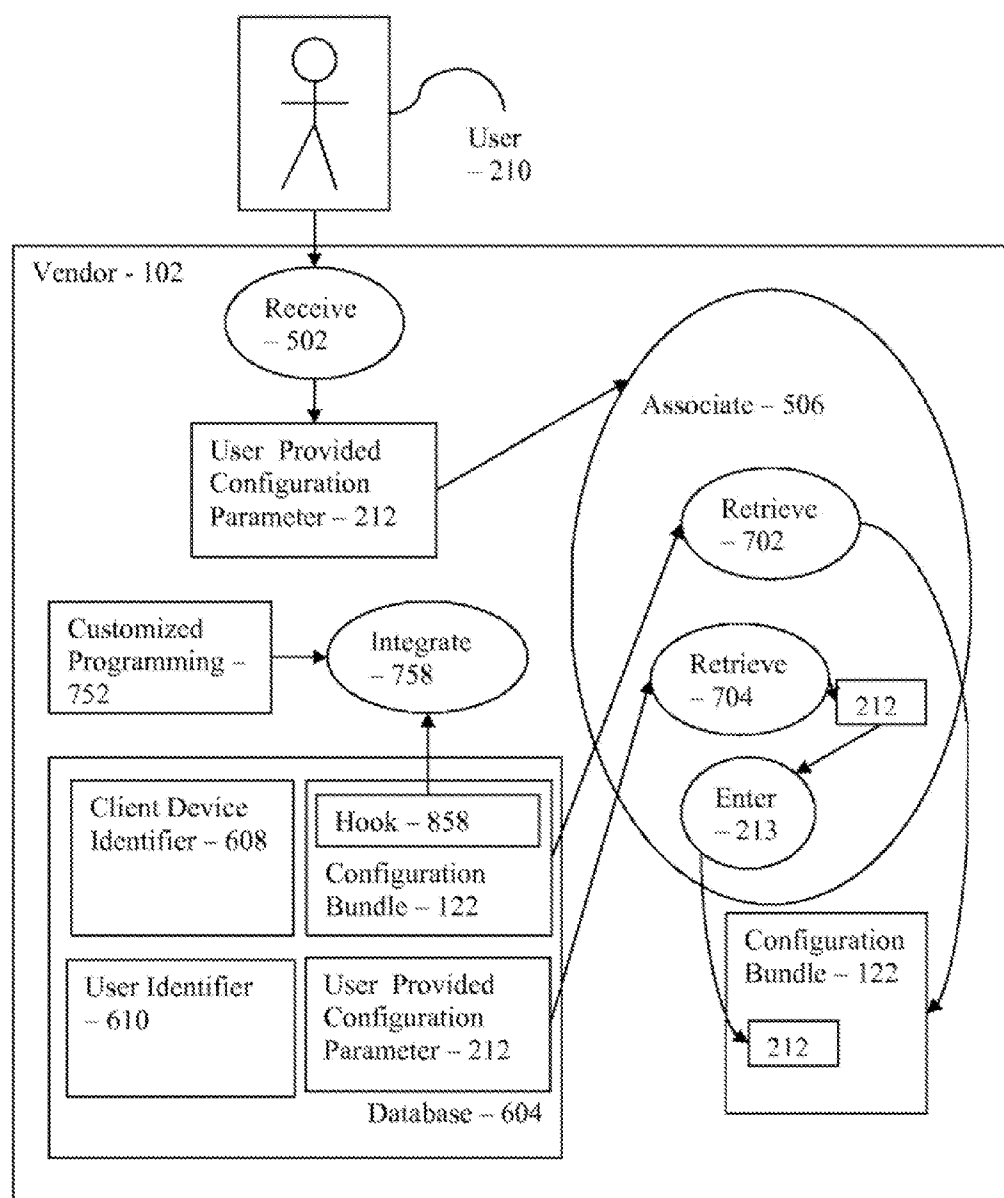 User
– 210
Vendor - 102
Receive
– 502
Associate – 506
User Provided
Configuration
Parameter – 212
Retrieve
– 702
Customized
Programming –
752
Integrate
– 758
Retrieve
– 704
212
Client Device
Identifier – 608
Hook – 858
Configuration
Bundle – 122
Enter
– 213
User Identifier
– 610
User Provided
Configuration
Parameter – 212
Database – 604
Configuration
Bundle – 122
212